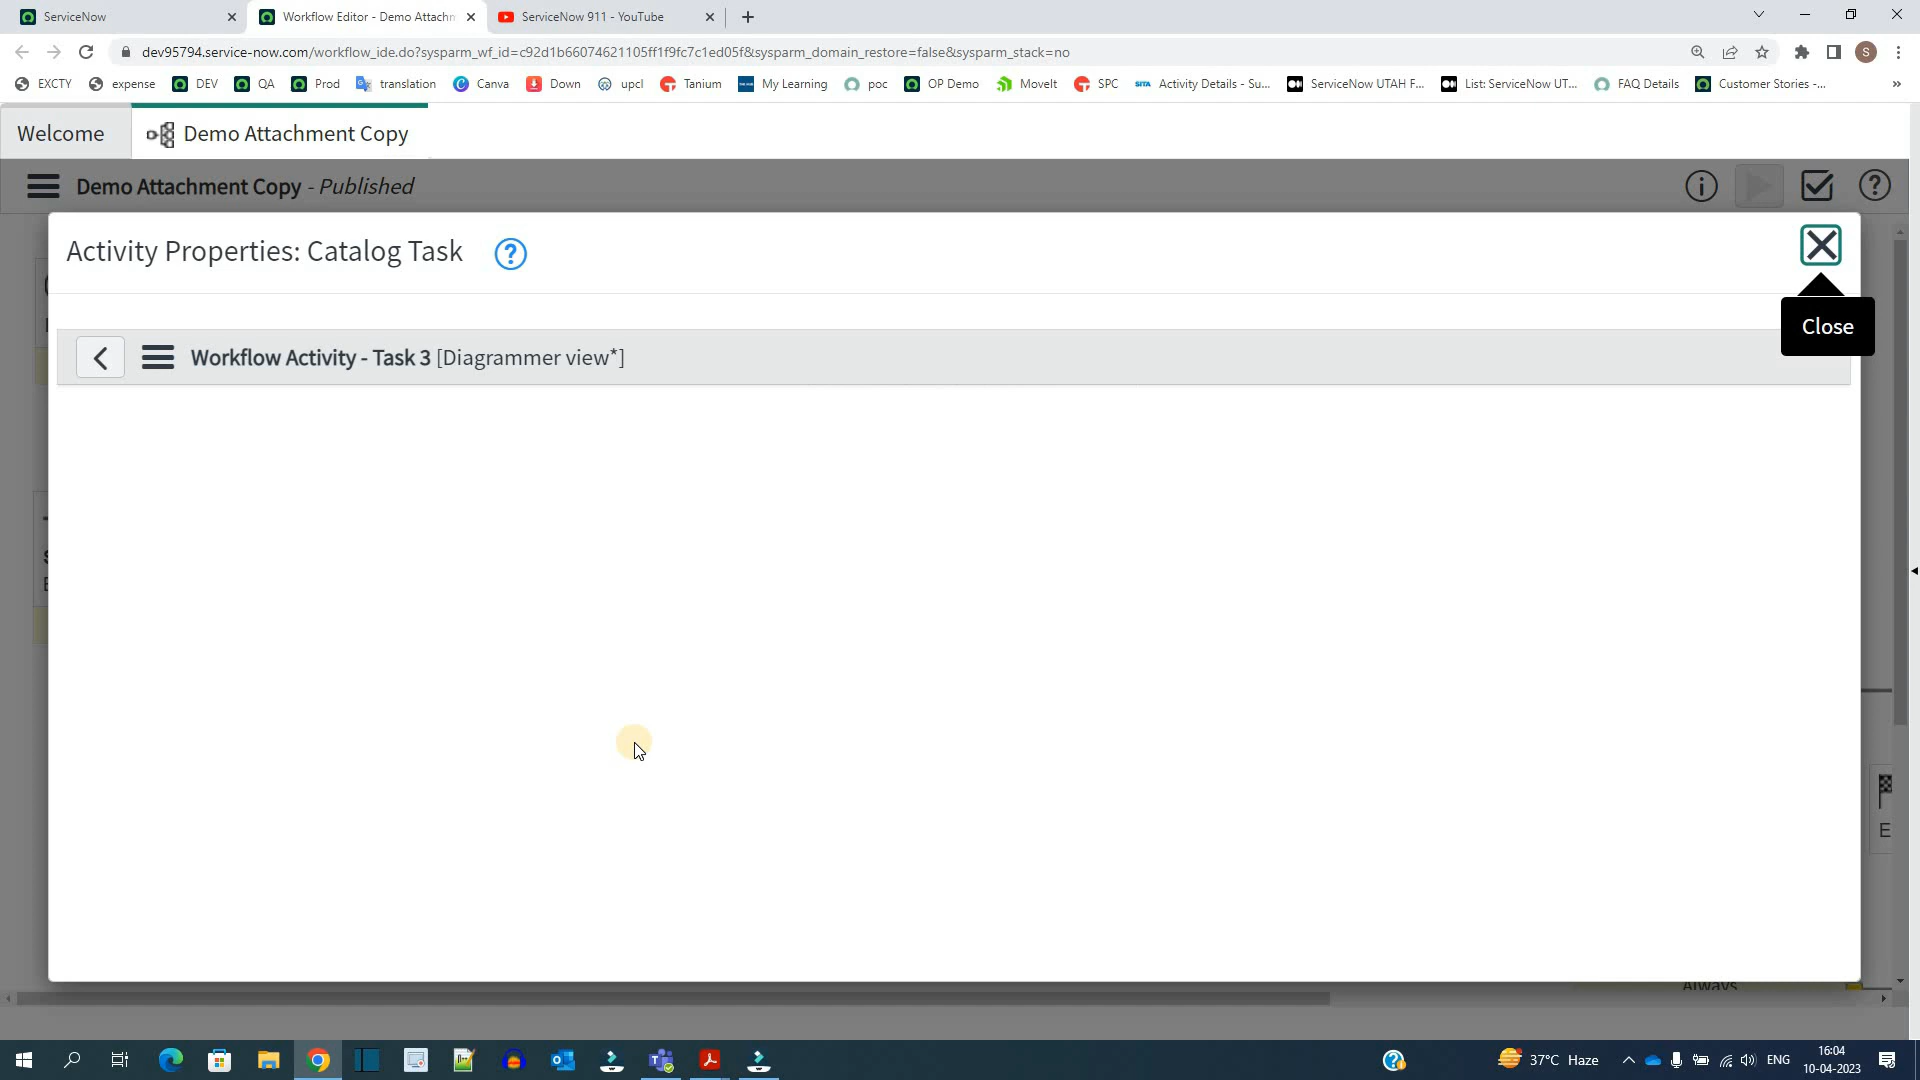 ServiceNow
Workflow Editor - Demo Attachn
ServiceNow 911 - YouTube
dev95794.service-now.com/workflow_ide.do?sysparm_wf_id=c92d1b66074621105ff1f9fc7c1ed05f&sysparm_domain_restore=false&sysparm_stack=no
S
EXCTY expense DEV QA Prod translation Canva Down upcl Tanium My Learning poc OP Demo MoveIt SPC Activity Details - Su... ServiceNow UTAH F... List: ServiceNow UT... FAQ Details Customer Stories -... »
Welcome
Demo Attachment Copy
Demo Attachment Copy - Published
Activity Properties: Catalog Task
Close
Workflow Activity - Task 3 [Diagrammer view*]
E
Always
37°C Haze
ENG
16:04
10-04-2023